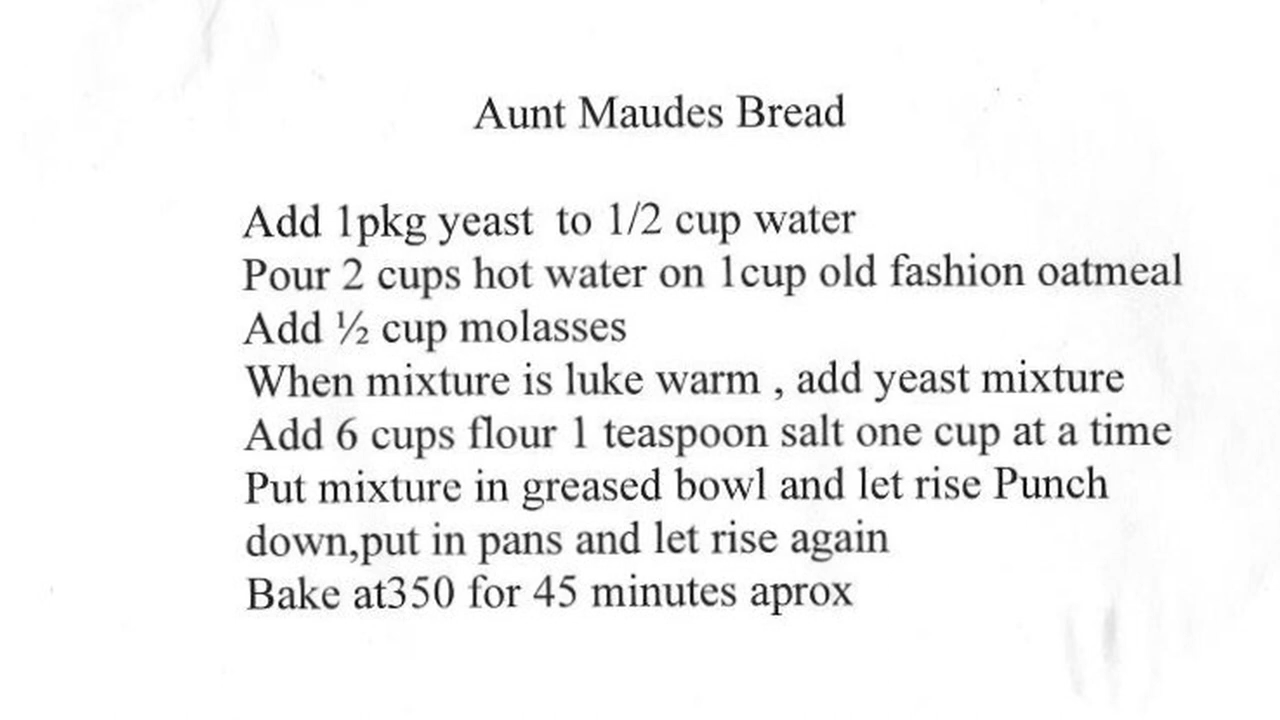 Aunt Maudes Bread
Add 1pkg yeast  to 1/2 cup water
Pour 2 cups hot water on 1cup old fashion oatmeal
Add ½ cup molasses
When mixture is luke warm , add yeast mixture
Add 6 cups flour 1 teaspoon salt one cup at a time
Put mixture in greased bowl and let rise Punch
down,put in pans and let rise again
Bake at350 for 45 minutes aprox